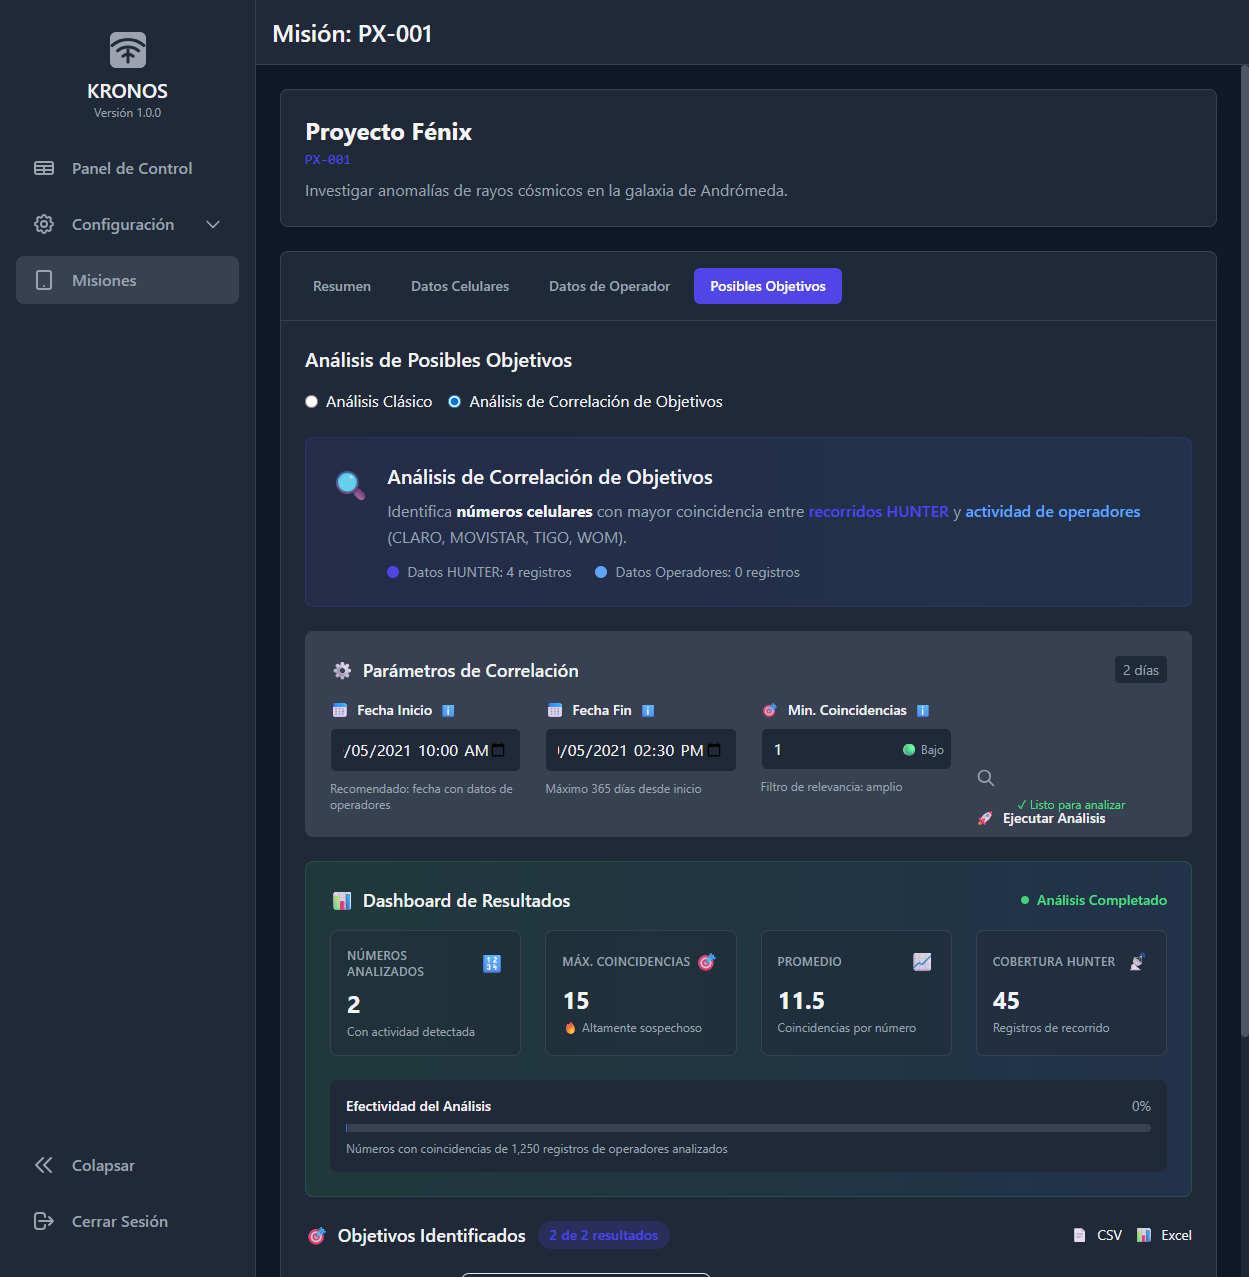 KRONOS
Versión 1.0.0
Panel de Control
Configuración
Misiones
Colapsar
Cerrar Sesión
Misión: PX-001
Proyecto Fénix
PX-001
Investigar anomalías de rayos cósmicos en la galaxia de Andrómeda.
Resumen
Datos Celulares
Datos de Operador
Posibles Objetivos
Análisis de Posibles Objetivos
Análisis Clásico
Análisis de Correlación de Objetivos
Análisis de Correlación de Objetivos
Identifica números celulares con mayor coincidencia entre recorridos HUNTER y actividad de operadores
(CLARO, MOVISTAR, TIGO, WOM).
Datos HUNTER: 4 registros
Datos Operadores: 0 registros
Parámetros de Correlación
2 días
Fecha Inicio
/05/2021 10:00 AM
Recomendado: fecha con datos de
operadores
Fecha Fin
/05/2021 02:30 PM
Máximo 365 días desde inicio
Min. Coincidencias
1
Bajo
Filtro de relevancia: amplio
✓ Listo para analizar
Ejecutar Análisis
Dashboard de Resultados
Análisis Completado
NÚMEROS
ANALIZADOS
2
Con actividad detectada
MÁX. COINCIDENCIAS
15
Altamente sospechoso
PROMEDIO
11.5
Coincidencias por número
COBERTURA HUNTER
45
Registros de recorrido
Efectividad del Análisis
0%
Números con coincidencias de 1,250 registros de operadores analizados
Objetivos Identificados
2 de 2 resultados
CSV
Excel